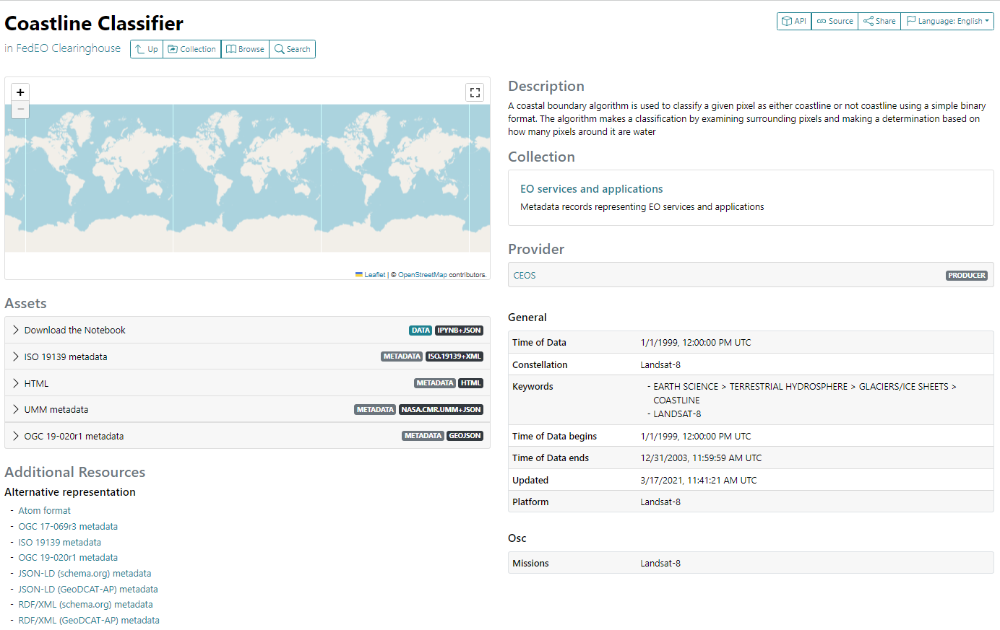 Coastline Classifier
in FedEO Clearinghouse
Up
Collection
Browse
Search
API
Source
Share
Language: English
+
−
Leaflet | © OpenStreetMap contributors.
Assets
Download the Notebook DATA IPYNB+JSON
ISO 19139 metadata METADATA ISO.19139+XML
HTML METADATA HTML
UMM metadata METADATA NASA.CMR.UMM+JSON
OGC 19-020r1 metadata METADATA GEOJSON
Additional Resources
Alternative representation
- Atom format
- OGC 17-069r3 metadata
- ISO 19139 metadata
- OGC 19-020r1 metadata
- JSON-LD (schema.org) metadata
- JSON-LD (GeoDCAT-AP) metadata
- RDF/XML (schema.org) metadata
- RDF/XML (GeoDCAT-AP) metadata
Description
A coastal boundary algorithm is used to classify a given pixel as either coastline or not coastline using a simple binary
format. The algorithm makes a classification by examining surrounding pixels and making a determination based on
how many pixels around it are water
Collection
EO services and applications
Metadata records representing EO services and applications
Provider
CEOS PRODUCER
General
Time of Data 1/1/1999, 12:00:00 PM UTC
Constellation Landsat-8
Keywords - EARTH SCIENCE > TERRESTRIAL HYDROSPHERE > GLACIERS/ICE SHEETS >
COASTLINE
- LANDSAT-8
Time of Data begins 1/1/1999, 12:00:00 PM UTC
Time of Data ends 12/31/2003, 11:59:59 AM UTC
Updated 3/17/2021, 11:41:21 AM UTC
Platform Landsat-8
Osc
Missions Landsat-8